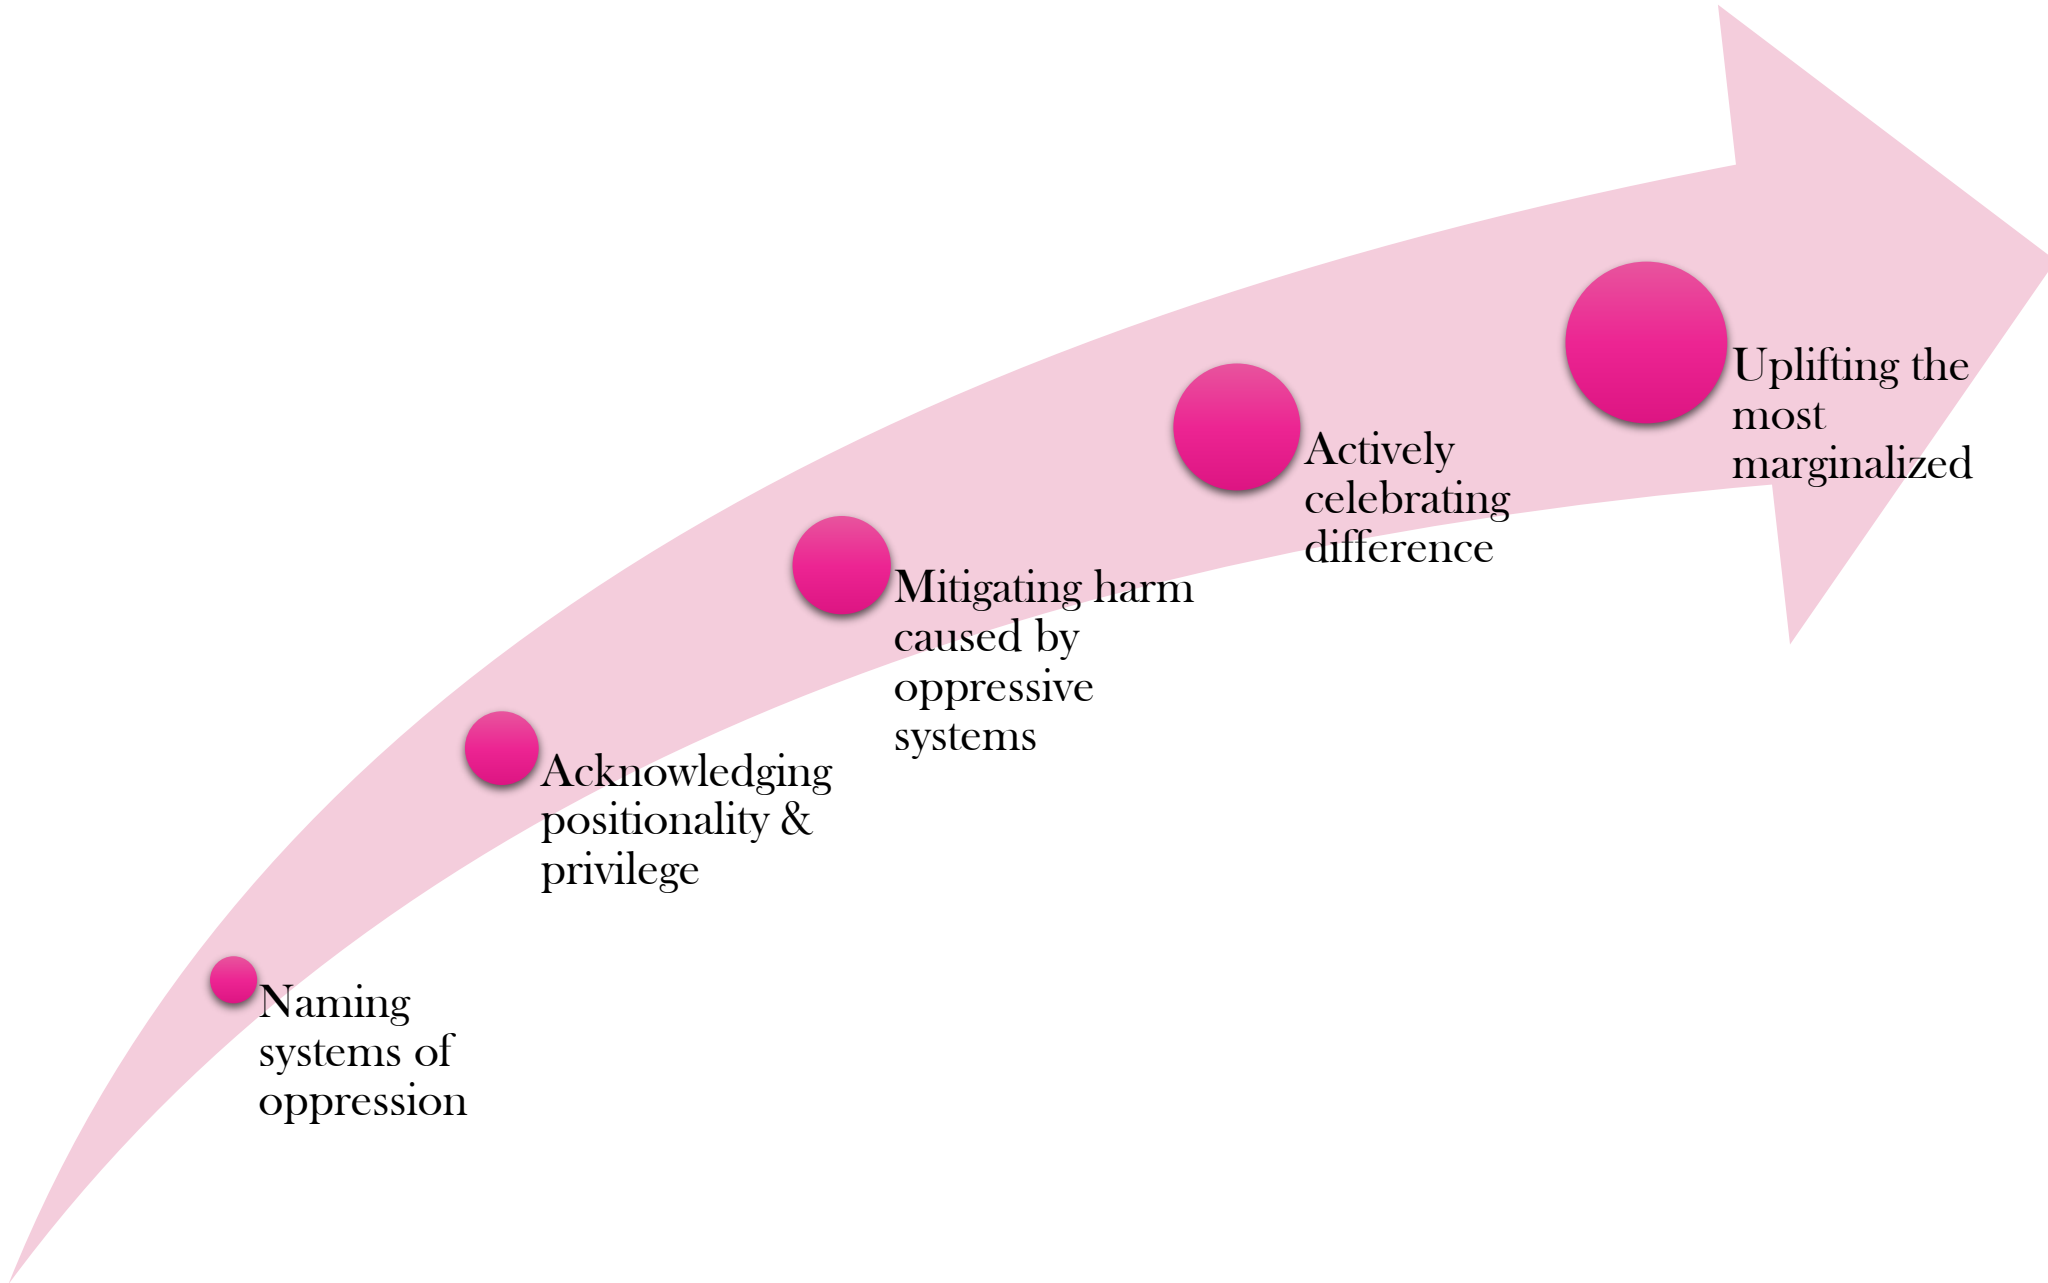 Naming
systems of
oppression
Acknowledging
positionality &
privilege
Mitigating harm
caused by
oppressive
systems
Actively
celebrating
difference
Uplifting the
most
marginalized